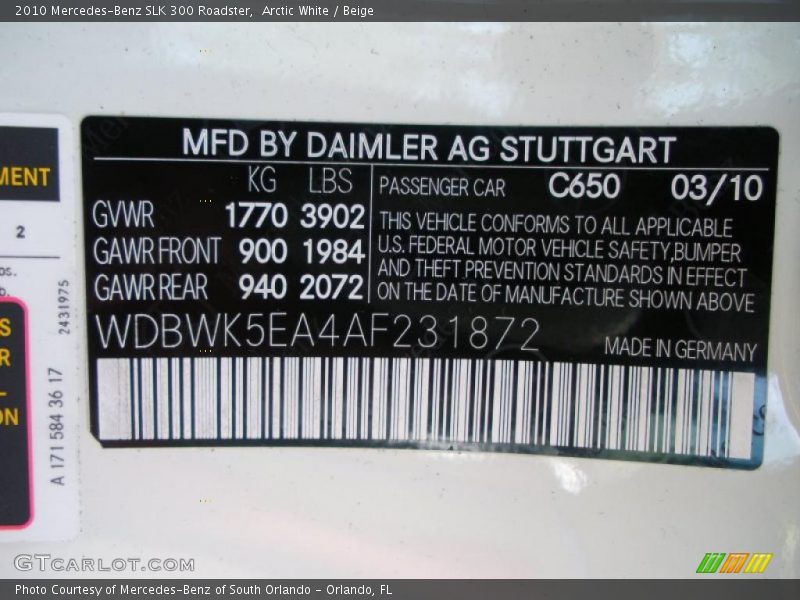 2010 Mercedes-Benz SLK 300 Roadster,  Arctic White / Beige
MENT
2
os.
b.
S
R
ON
2431975
A 171 584 36 17
MFD BY DAIMLER AG STUTTGART
KG LBS
GVWR 1770 3902
GAWR FRONT 900 1984
GAWR REAR 940 2072
PASSENGER CAR C650 03/10
THIS VEHICLE CONFORMS TO ALL APPLICABLE
U.S. FEDERAL MOTOR VEHICLE SAFETY,BUMPER
AND THEFT PREVENTION STANDARDS IN EFFECT
ON THE DATE OF MANUFACTURE SHOWN ABOVE
WDBWK5EA4AF231872
MADE IN GERMANY
GTCARLOT.COM
Photo Courtesy of Mercedes-Benz of South Orlando - Orlando, FL